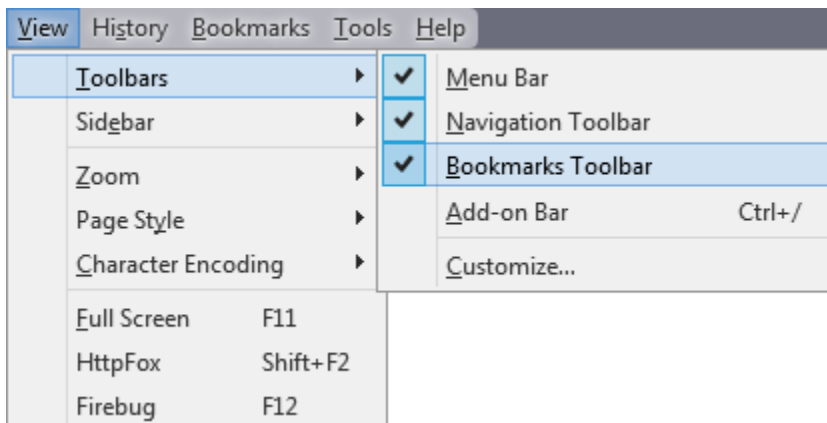 View History Bookmarks Tools Help
Toolbars
Sidebar
Zoom
Page Style
Character Encoding
Full Screen F11
HttpFox Shift+F2
Firebug F12
Menu Bar
Navigation Toolbar
Bookmarks Toolbar
Add-on Bar Ctrl+/
Customize...